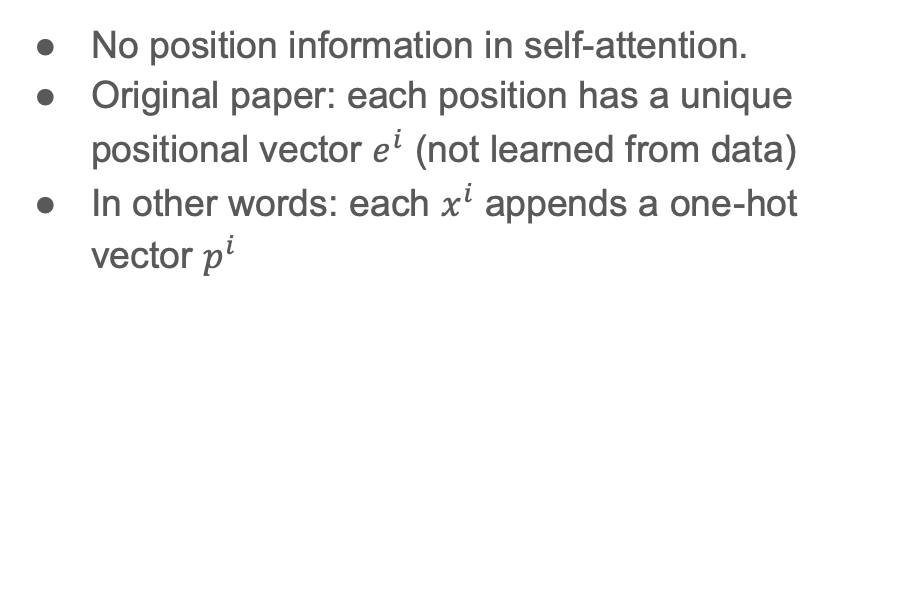 ● No position information in self-attention.
● Original paper: each position has a unique
positional vector eⁱ (not learned from data)
● In other words: each xⁱ appends a one-hot
vector pⁱ